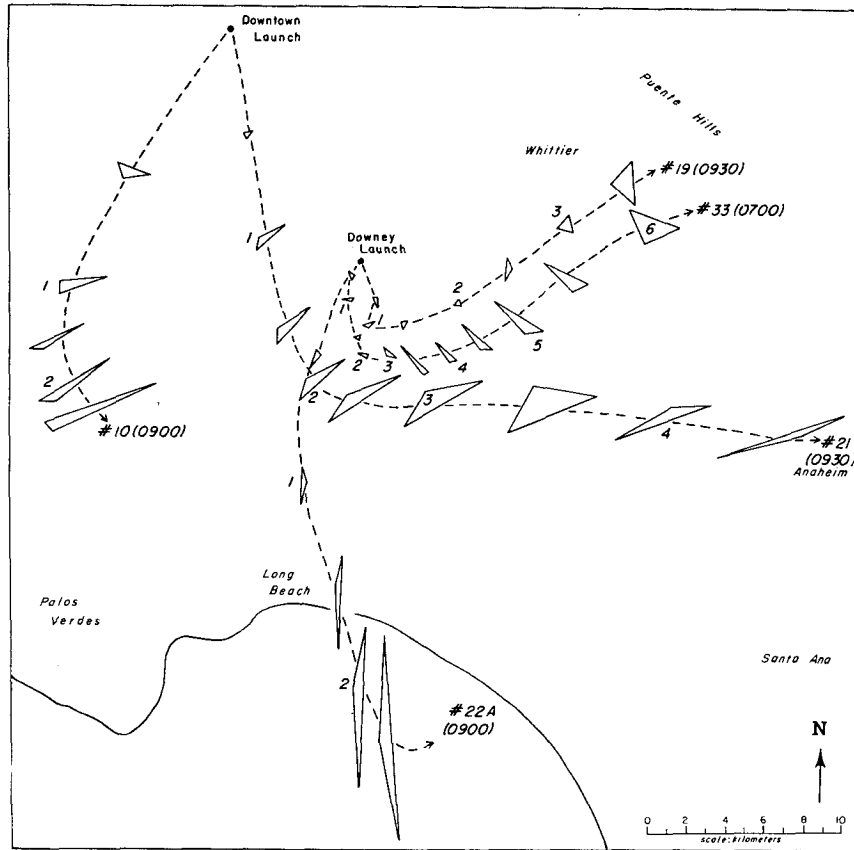 Downtown
Launch
Puente Hills
Whittier
#19 (0930)
3
#33 (0700)
6
1
Downey
Launch
1
2
1
1
5
2
3
4
2
2
3
4
#10 (0900)
#21
(0930)
Anaheim
1
Long
Beach
Palos
Verdes
Santa Ana
2
#22A
(0900)
N
0 2 4 6 8 10
scale: kilometers